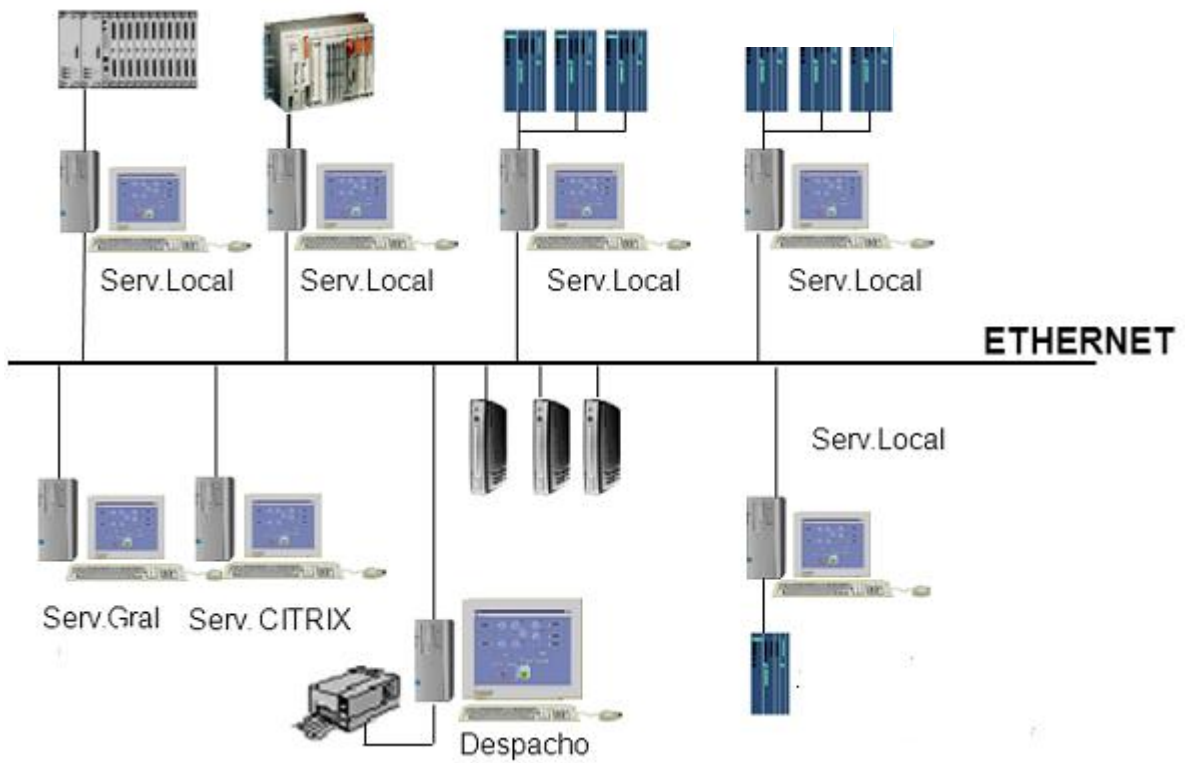 Serv.Local
Serv.Local
Serv.Local
Serv.Local
ETHERNET
Serv.Local
Serv.Gral
Serv. CITRIX
Despacho